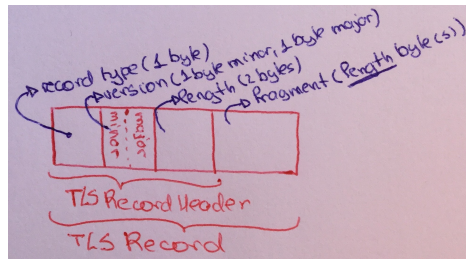 record type (1 byte)
version (1 byte minor, 1 byte major)
length (2 bytes)
fragment (length byte(s))
minor
major
TLS Record Header
TLS Record